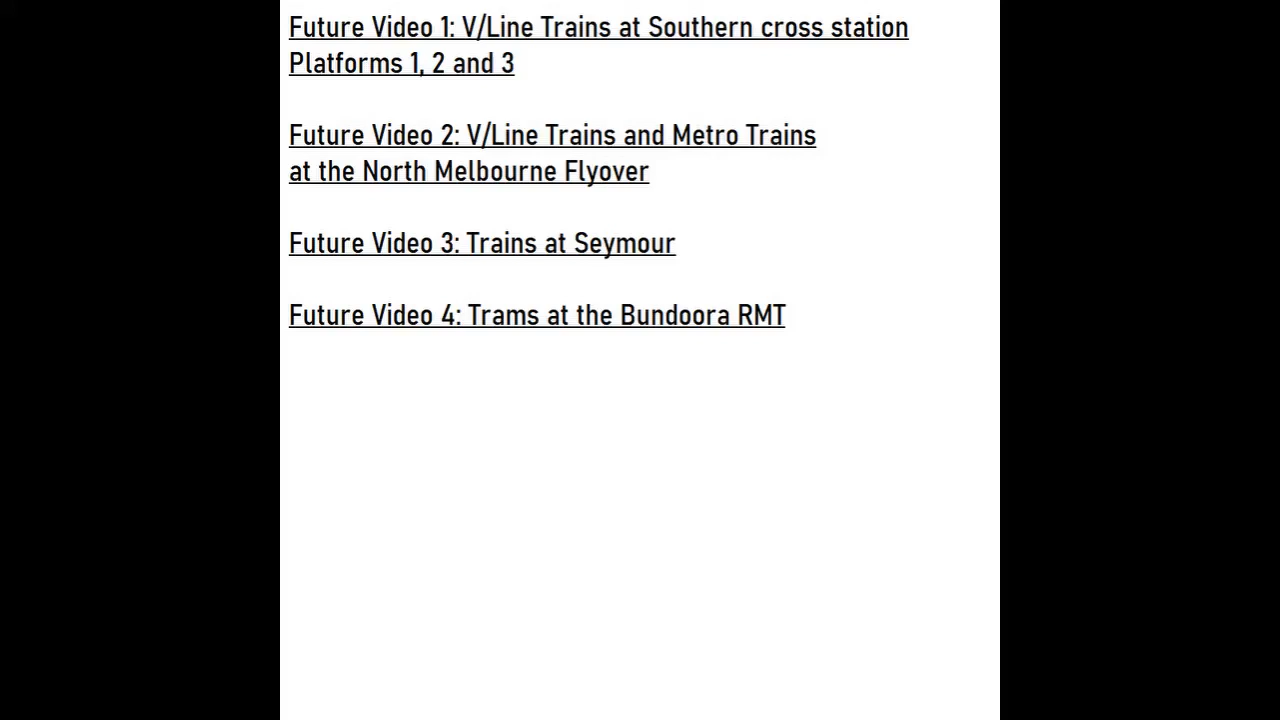 Future Video 1: V/Line Trains at Southern cross station
Platforms 1, 2 and 3
Future Video 2: V/Line Trains and Metro Trains
at the North Melbourne Flyover
Future Video 3: Trains at Seymour
Future Video 4: Trams at the Bundoora RMT